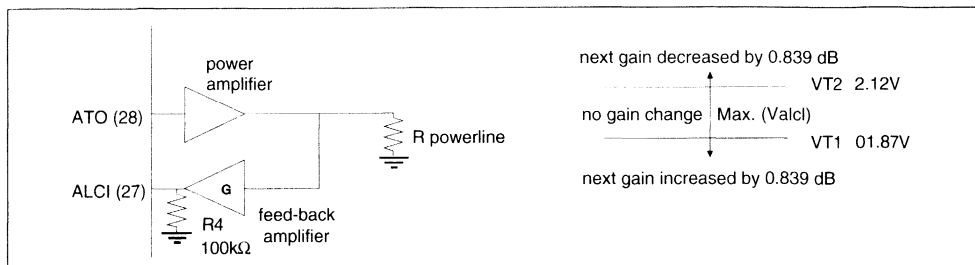 power
amplifier
ATO (28)
R powerline
ALCI (27)
G
R4
100kΩ
feed-back
amplifier
next gain decreased by 0.839 dB
VT2 2.12V
no gain change Max. (Valcl)
VT1 01.87V
next gain increased by 0.839 dB